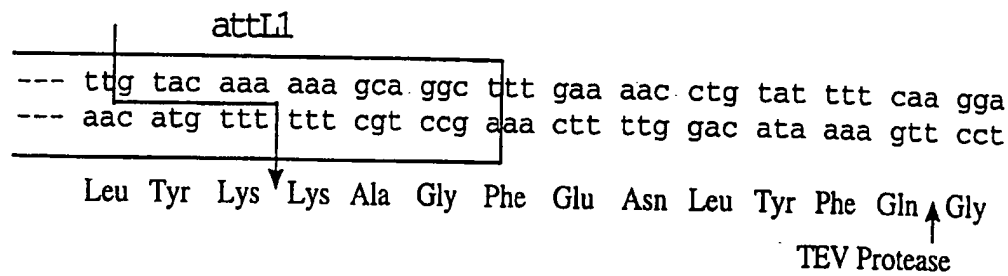 attL1
--- ttg tac aaa aaa gca ggc ttt gaa aac ctg tat ttt caa gga
--- aac atg ttt ttt cgt ccg aaa ctt ttg gac ata aaa gtt cct
Leu Tyr Lys Lys Ala Gly Phe Glu Asn Leu Tyr Phe Gln Gly
TEV Protease